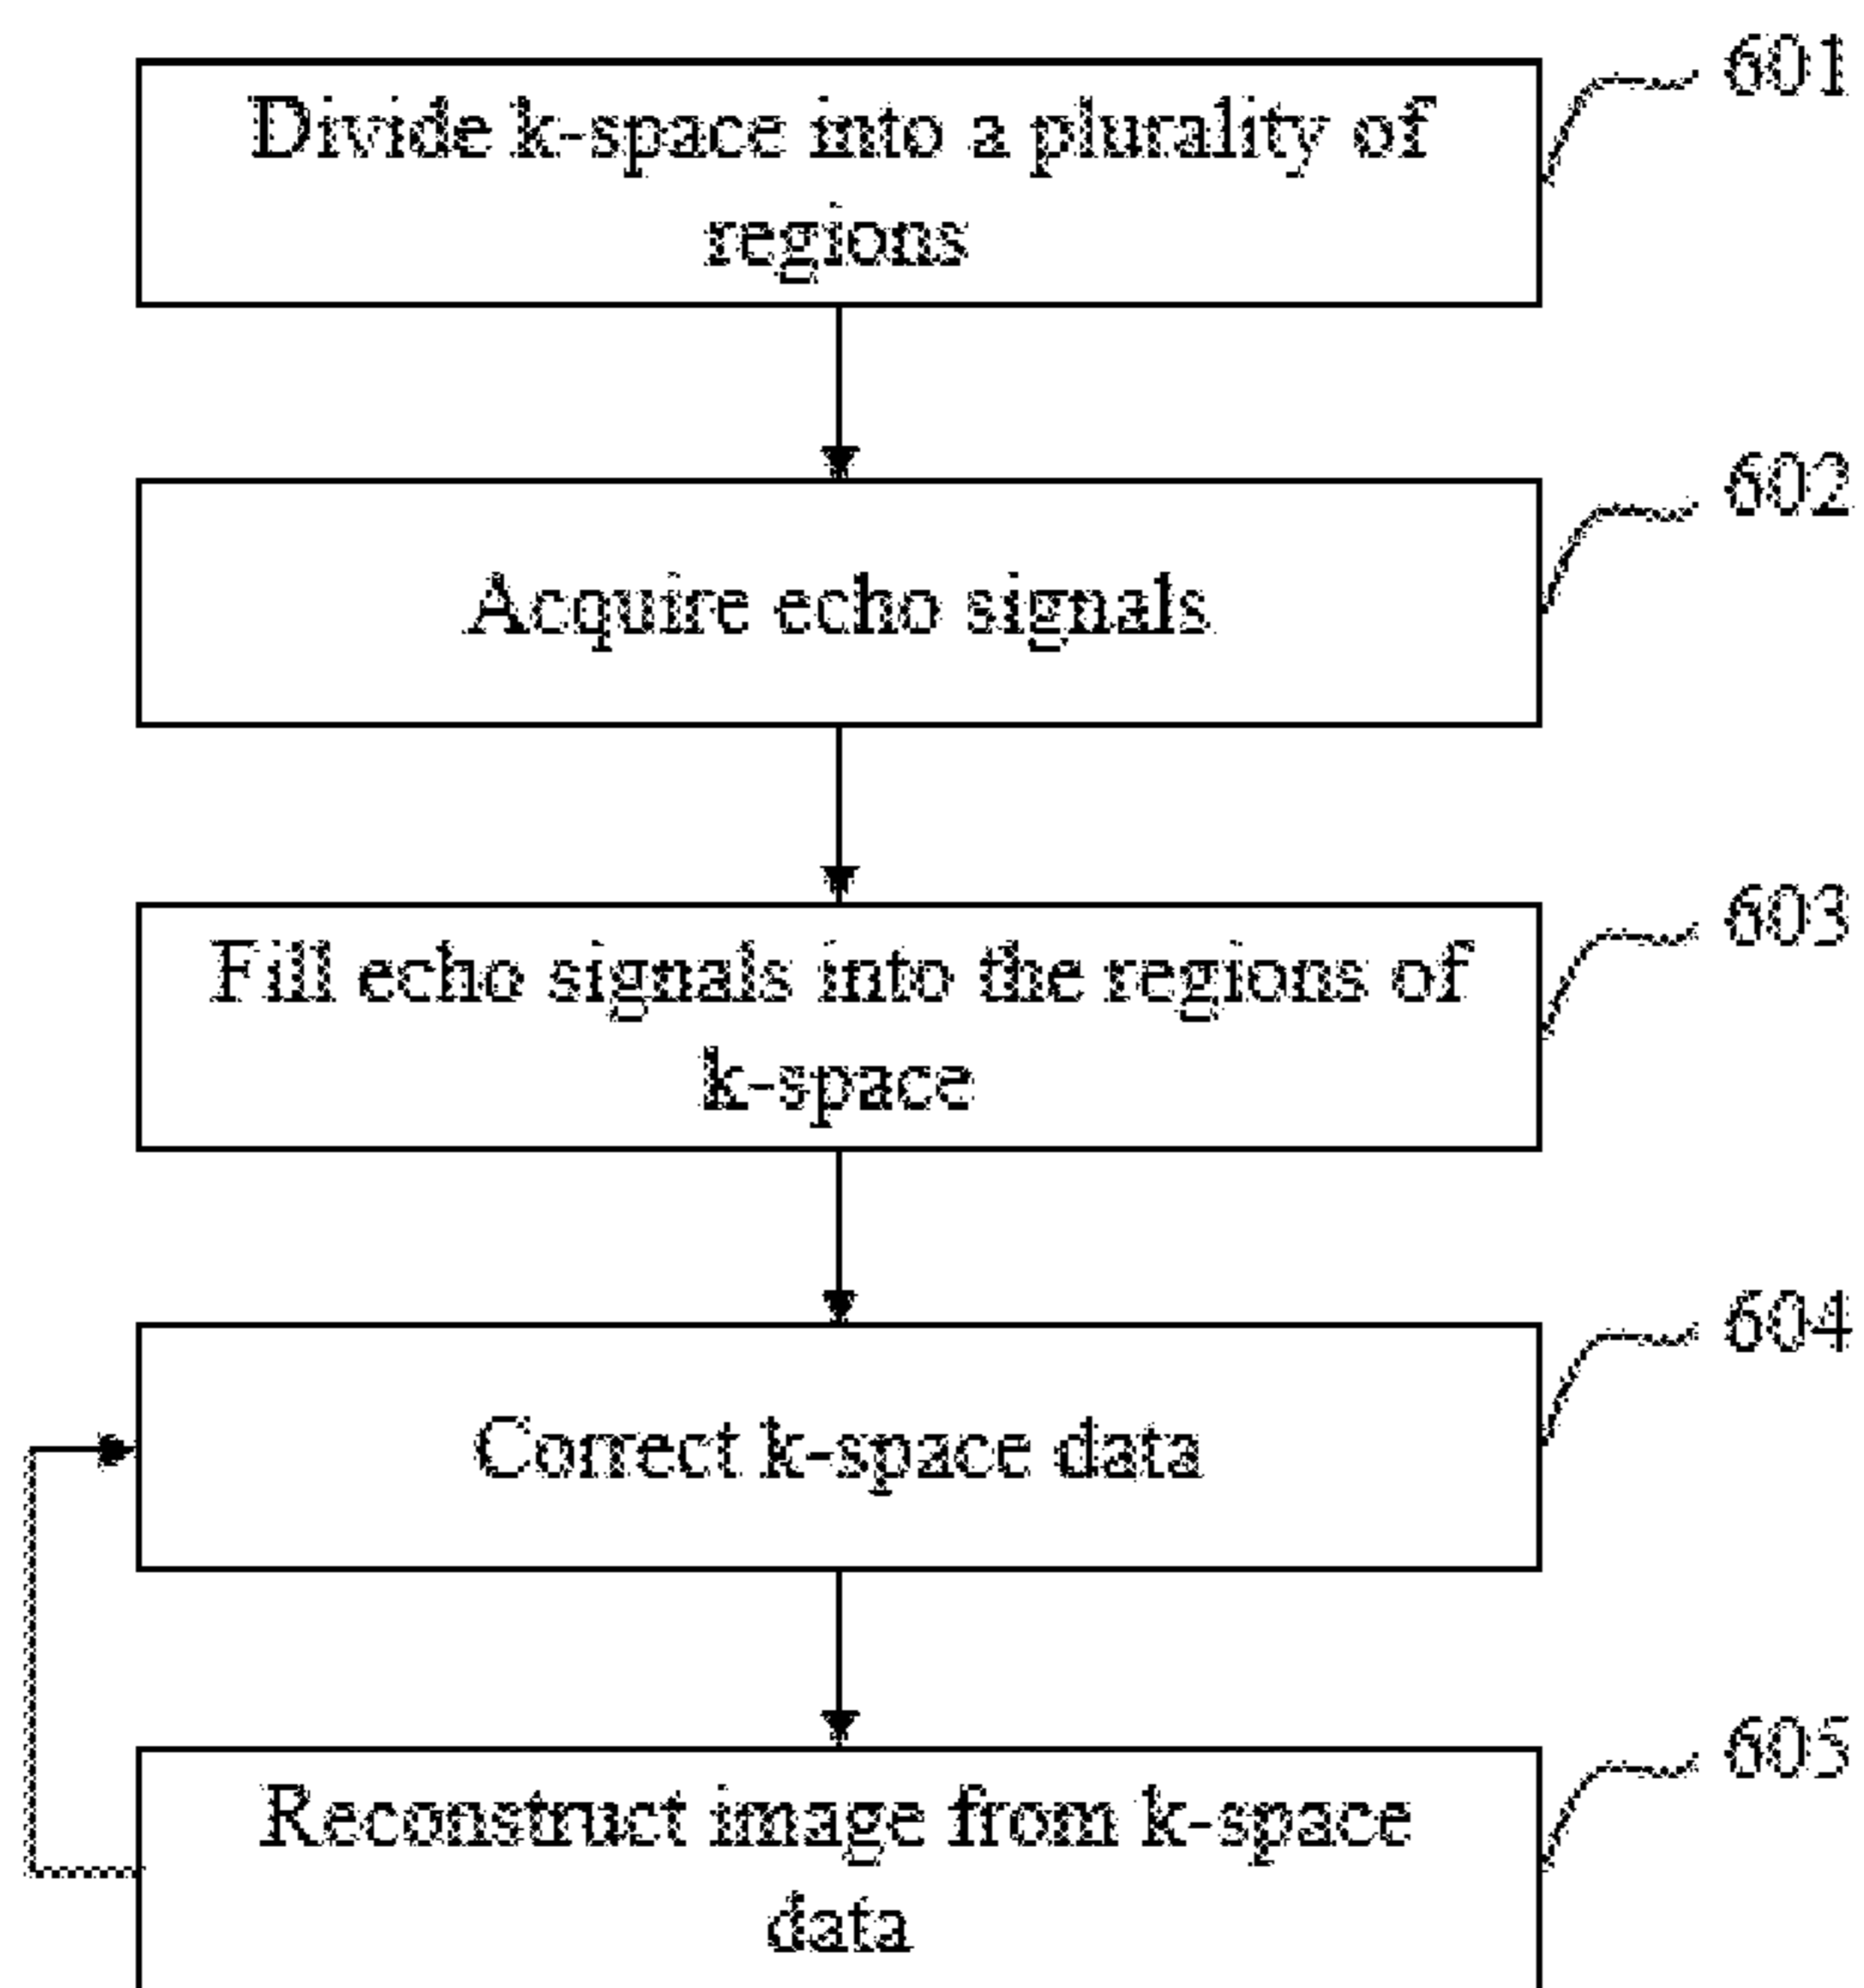 601
Divide k-space into a plurality of
regions
602
Acquire echo signals
603
Fill echo signals into the regions of
k-space
604
Correct k-space data
605
Reconstruct image from k-space
data